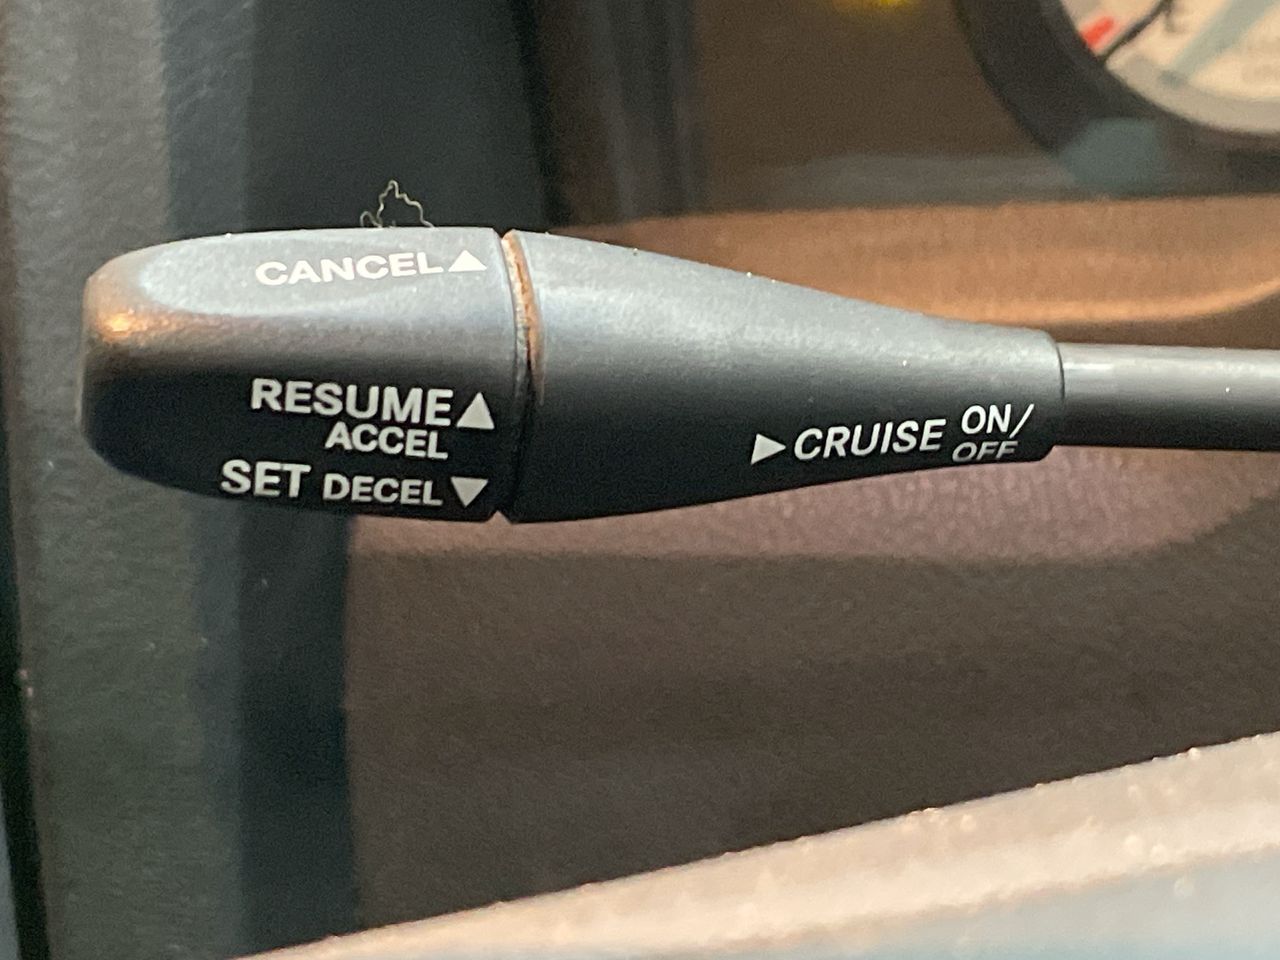 CANCEL▲
RESUME▲
ACCEL
SET DECEL▼
▶CRUISE ON/
OFF